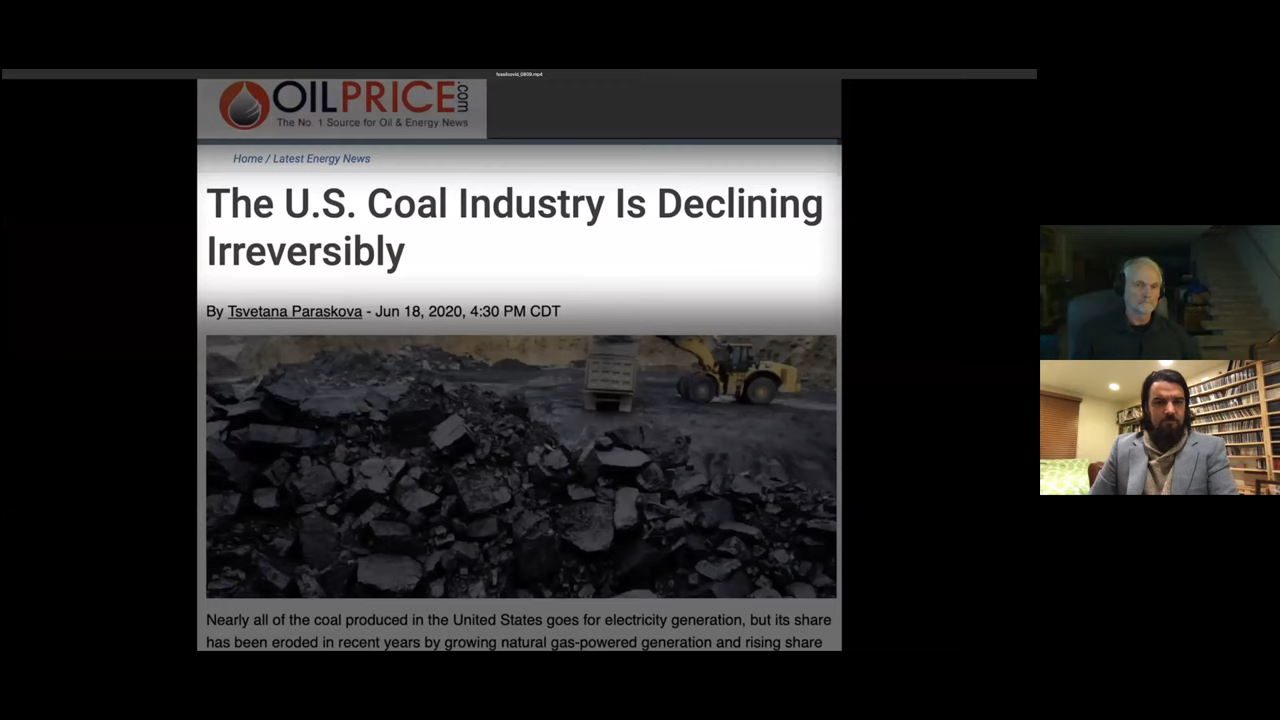 fossilcovid_0808.mp4
OILPRICE.com
The No. 1 Source for Oil & Energy News
Home / Latest Energy News
The U.S. Coal Industry Is Declining
Irreversibly
By Tsvetana Paraskova - Jun 18, 2020, 4:30 PM CDT
Nearly all of the coal produced in the United States goes for electricity generation, but its share
has been eroded in recent years by growing natural gas-powered generation and rising share